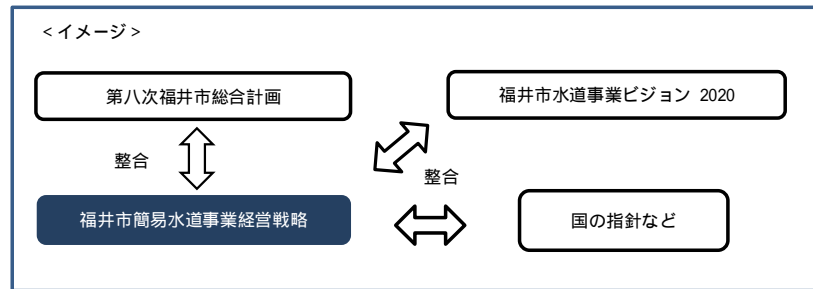 <イメージ>
第八次福井市総合計画
福井市水道事業ビジョン 2020
整合
整合
福井市簡易水道事業経営戦略
国の指針など